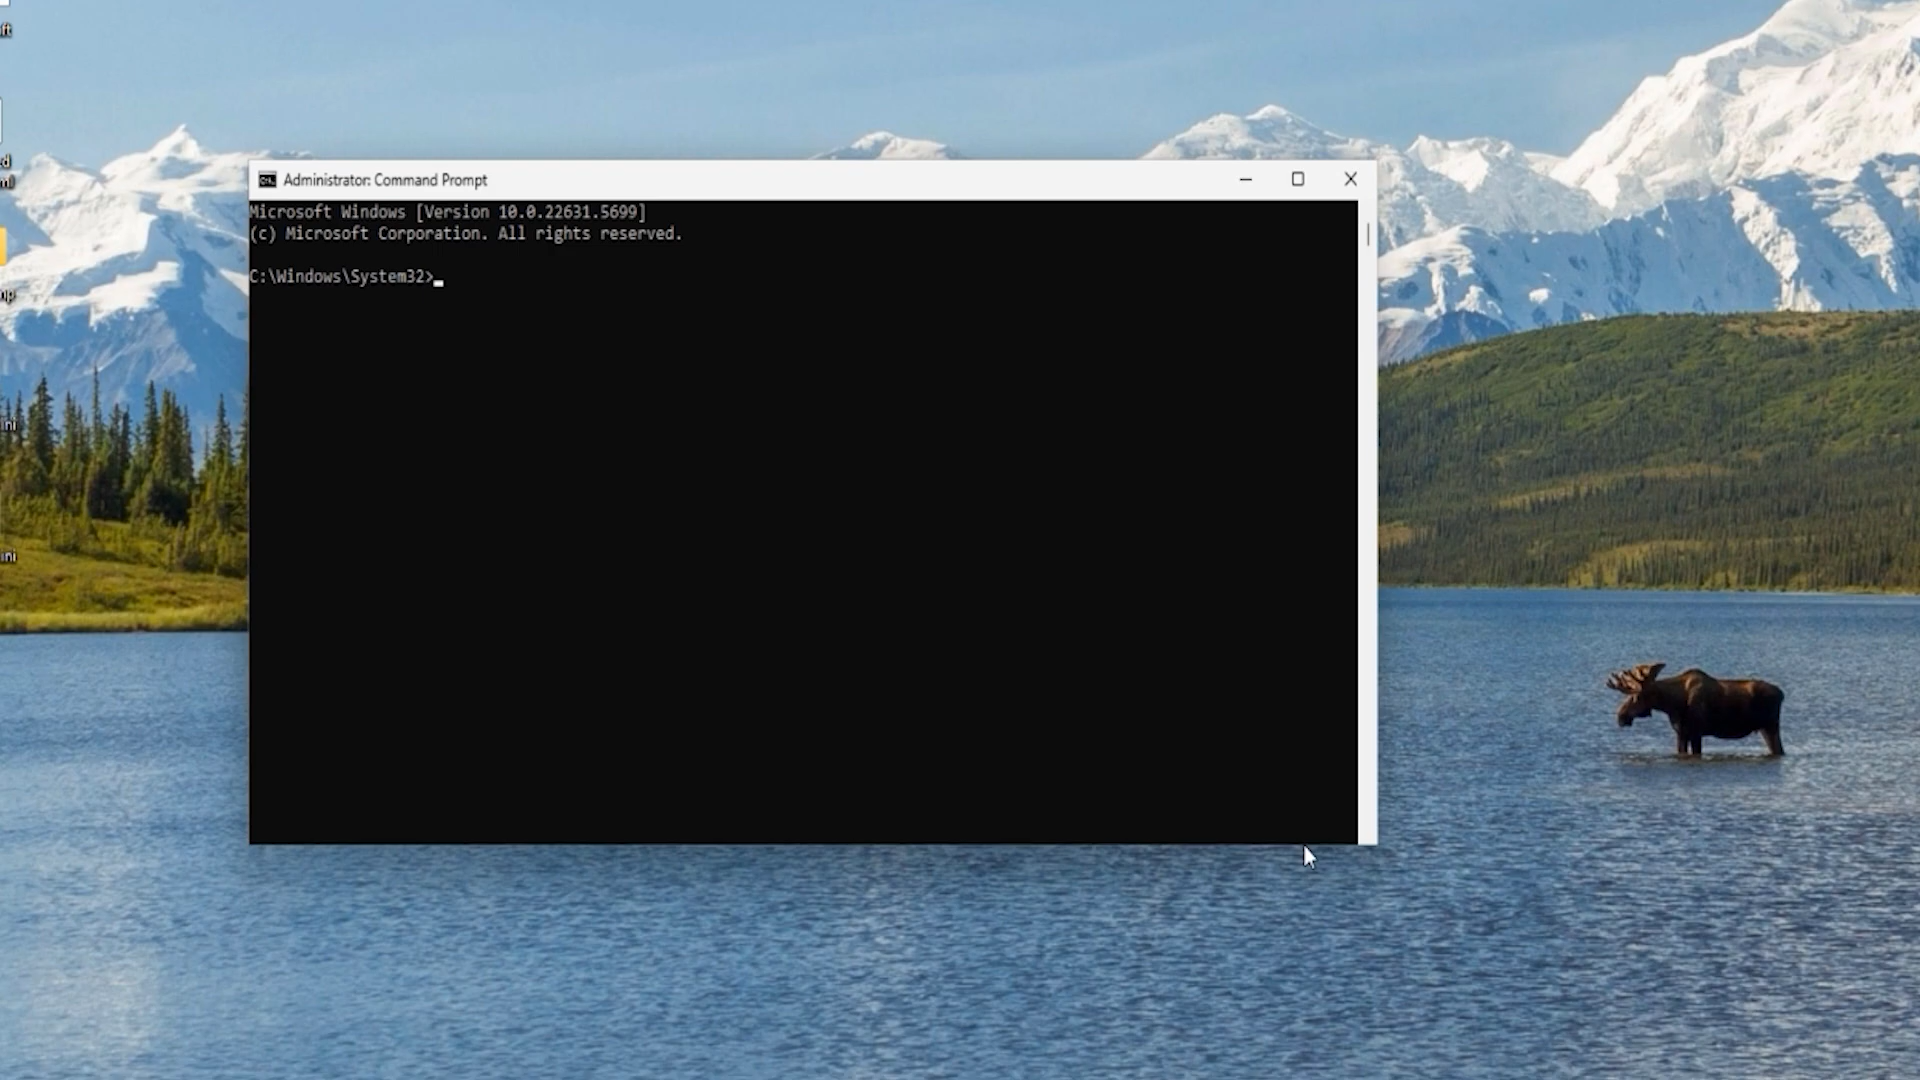 Administrator: Command Prompt
Microsoft Windows [Version 10.0.22631.5699]
(c) Microsoft Corporation. All rights reserved.
C:\Windows\System32>